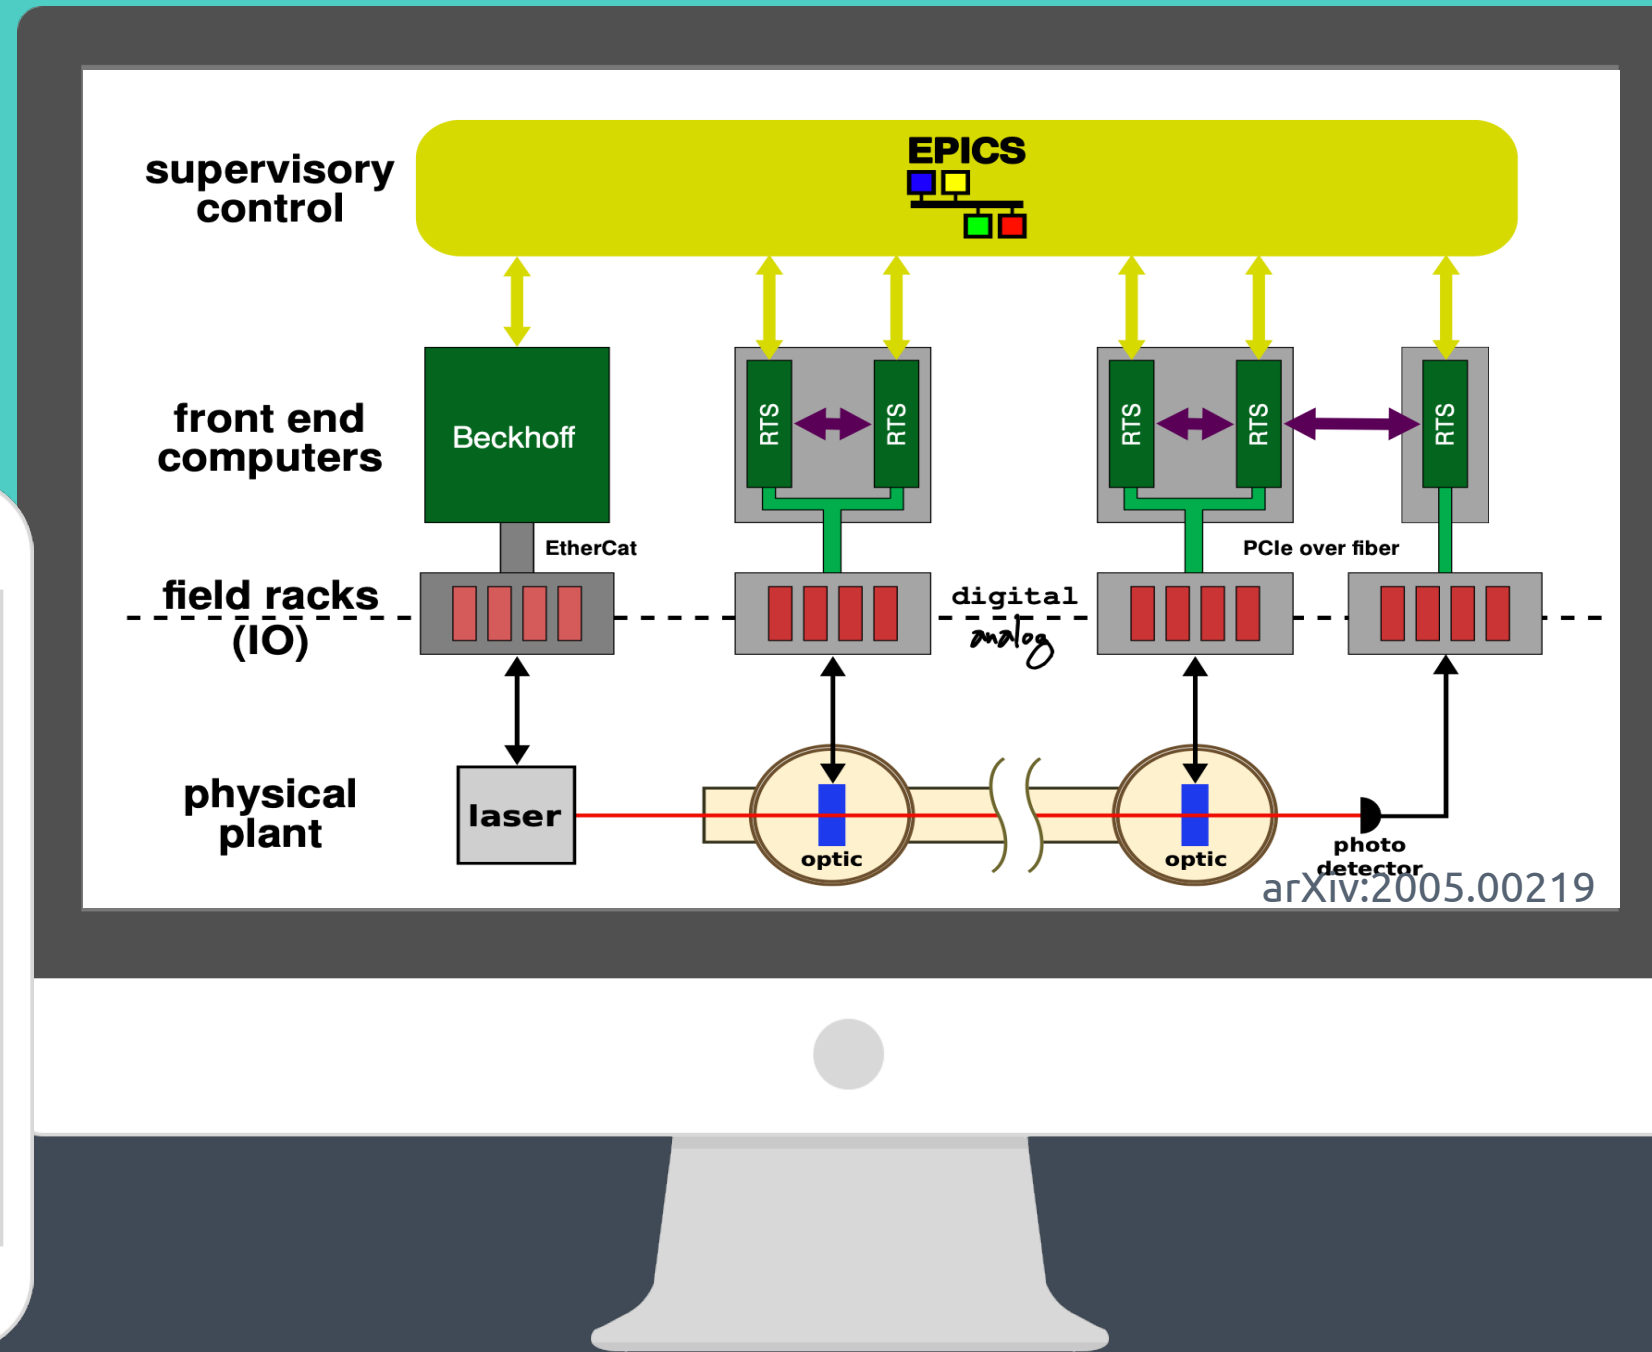 EPICS
supervisory
control
front end
computers
Beckhoff
RTS
RTS
RTS
RTS
RTS
EtherCat
PCIe over fiber
field racks
(IO)
digital
analog
physical
plant
laser
optic
optic
photo
detector
arXiv:2005.00219